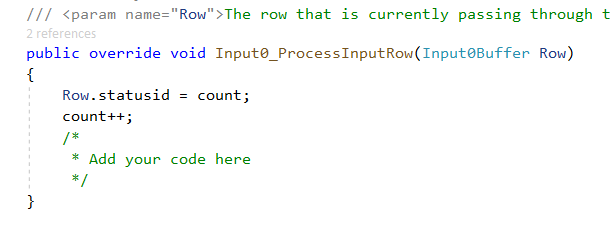 /// <param name="Row">The row that is currently passing through t
2 references
public override void Input0_ProcessInputRow(Input0Buffer Row)
{
Row.statusid = count;
count++;
/*
* Add your code here
*/
}